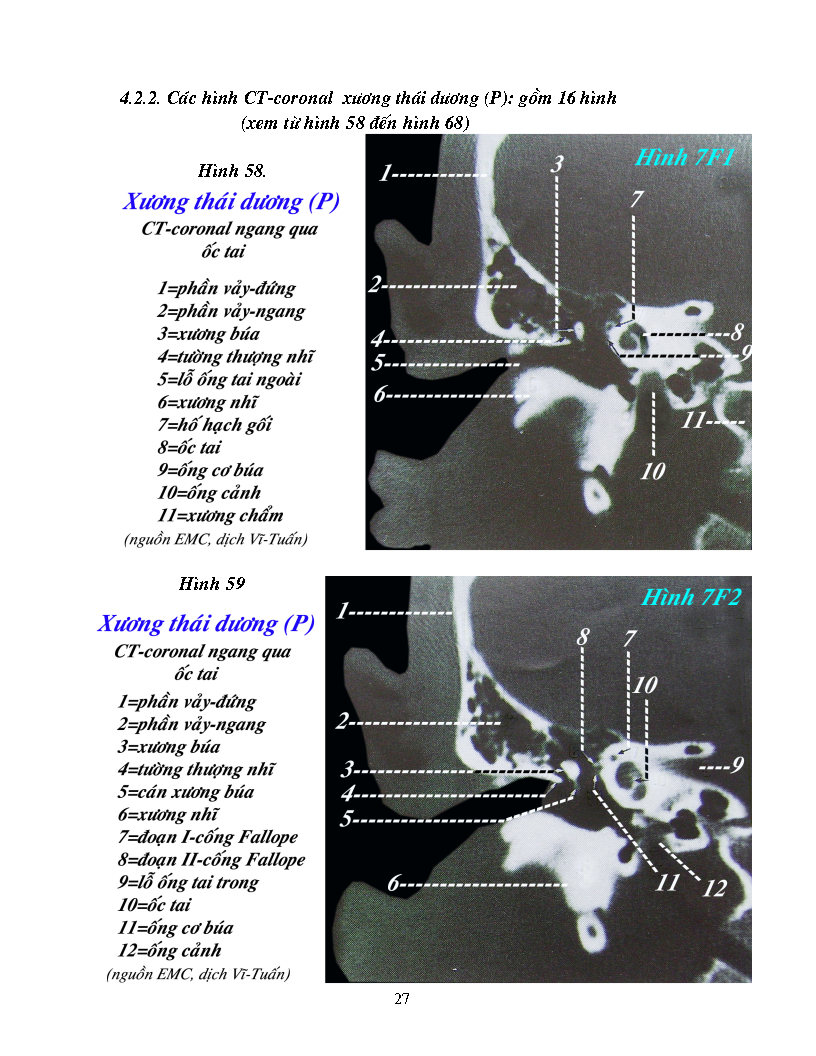 4.2.2. Các hình CT-coronal xương thái dương (P): gồm 16 hình
(xem từ hình 58 đến hình 68)
Hình 58.
Xương thái dương (P)
CT-coronal ngang qua
ốc tai
1=phần vảy-đứng
2=phần vảy-ngang
3=xương búa
4=tường thượng nhĩ
5=lỗ ống tai ngoài
6=xương nhĩ
7=hố hạch gối
8=ốc tai
9=ống cơ búa
10=ống cảnh
11=xương chẩm
(nguồn EMC, dịch Vĩ-Tuấn)
Hình 7F1
1
3
7
2
8
4
9
5
6
11
10
Hình 59
Xương thái dương (P)
CT-coronal ngang qua
ốc tai
1=phần vảy-đứng
2=phần vảy-ngang
3=xương búa
4=tường thượng nhĩ
5=cán xương búa
6=xương nhĩ
7=đoạn I-cống Fallope
8=đoạn II-cống Fallope
9=lỗ ống tai trong
10=ốc tai
11=ống cơ búa
12=ống cảnh
(nguồn EMC, dịch Vĩ-Tuấn)
Hình 7F2
1
8
7
10
2
9
3
4
5
6
11
12
27